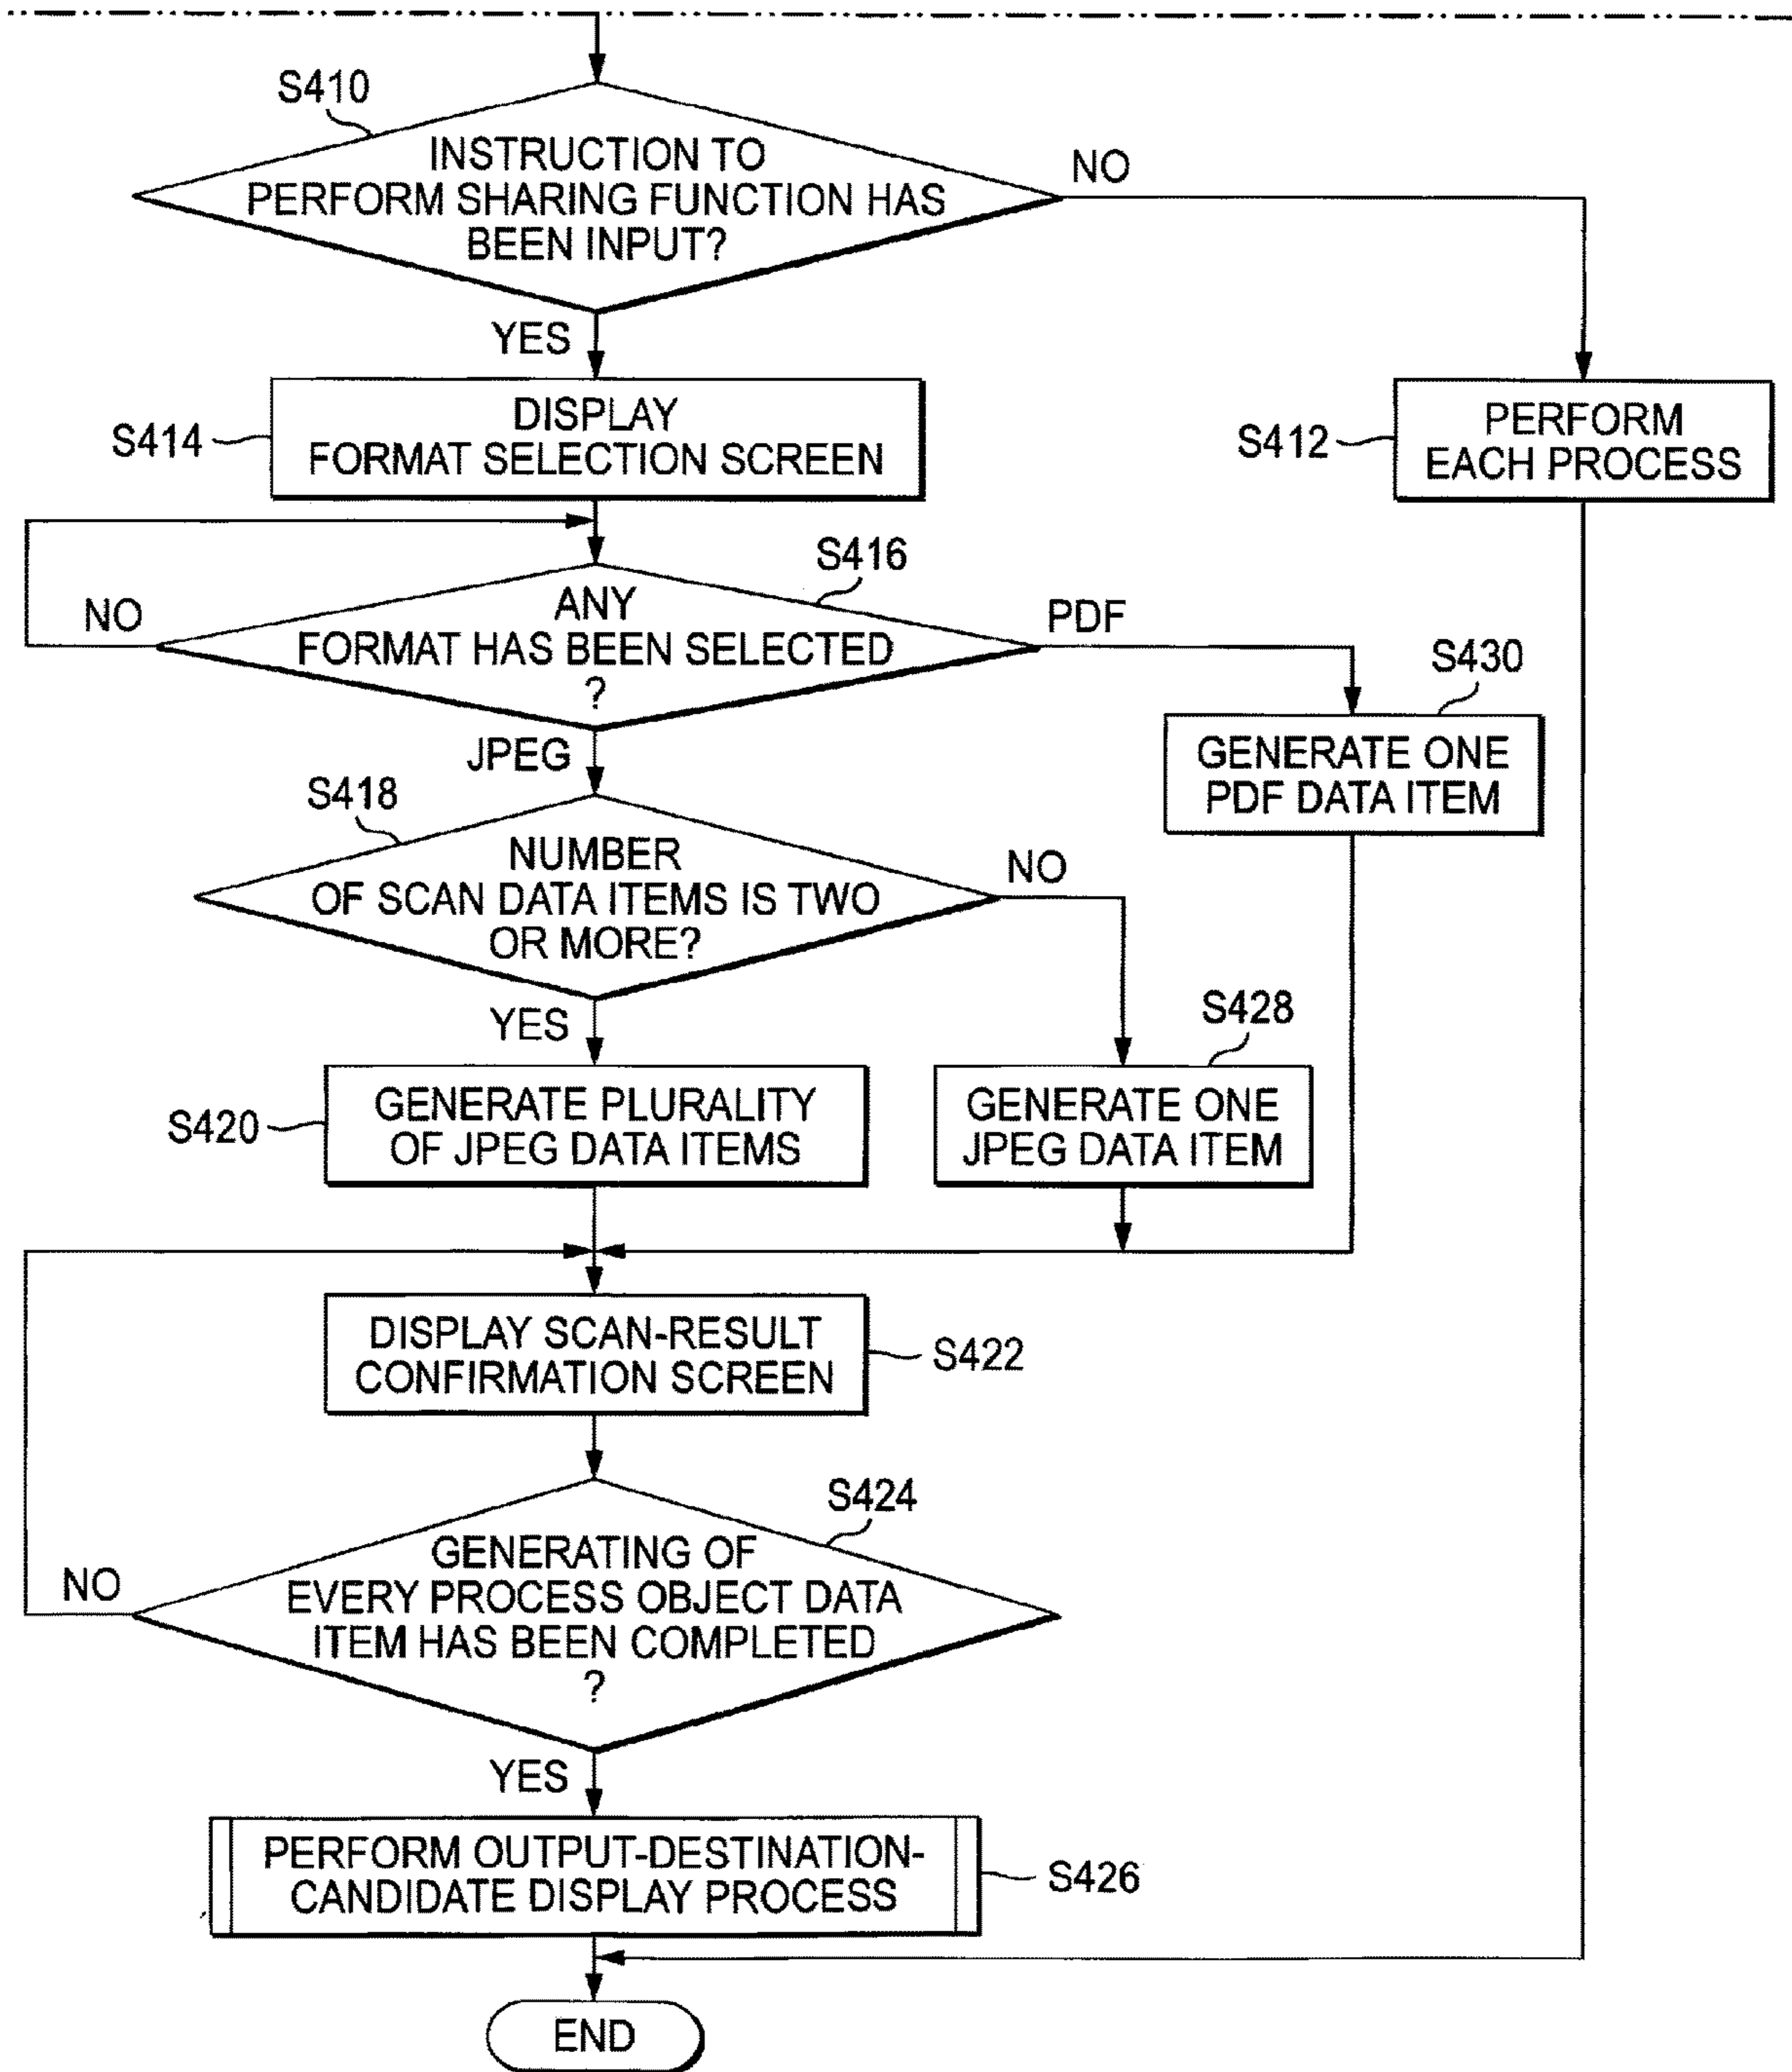 S410
INSTRUCTION TO
PERFORM SHARING FUNCTION HAS
BEEN INPUT?
NO
YES
S414
DISPLAY
FORMAT SELECTION SCREEN
S412
PERFORM
EACH PROCESS
S416
NO
ANY
FORMAT HAS BEEN SELECTED
?
PDF
S430
GENERATE ONE
PDF DATA ITEM
JPEG
S418
NUMBER
OF SCAN DATA ITEMS IS TWO
OR MORE?
NO
YES
S428
S420
GENERATE PLURALITY
OF JPEG DATA ITEMS
GENERATE ONE
JPEG DATA ITEM
DISPLAY SCAN-RESULT
CONFIRMATION SCREEN
S422
S424
NO
GENERATING OF
EVERY PROCESS OBJECT DATA
ITEM HAS BEEN COMPLETED
?
YES
PERFORM OUTPUT-DESTINATION-
CANDIDATE DISPLAY PROCESS
S426
END